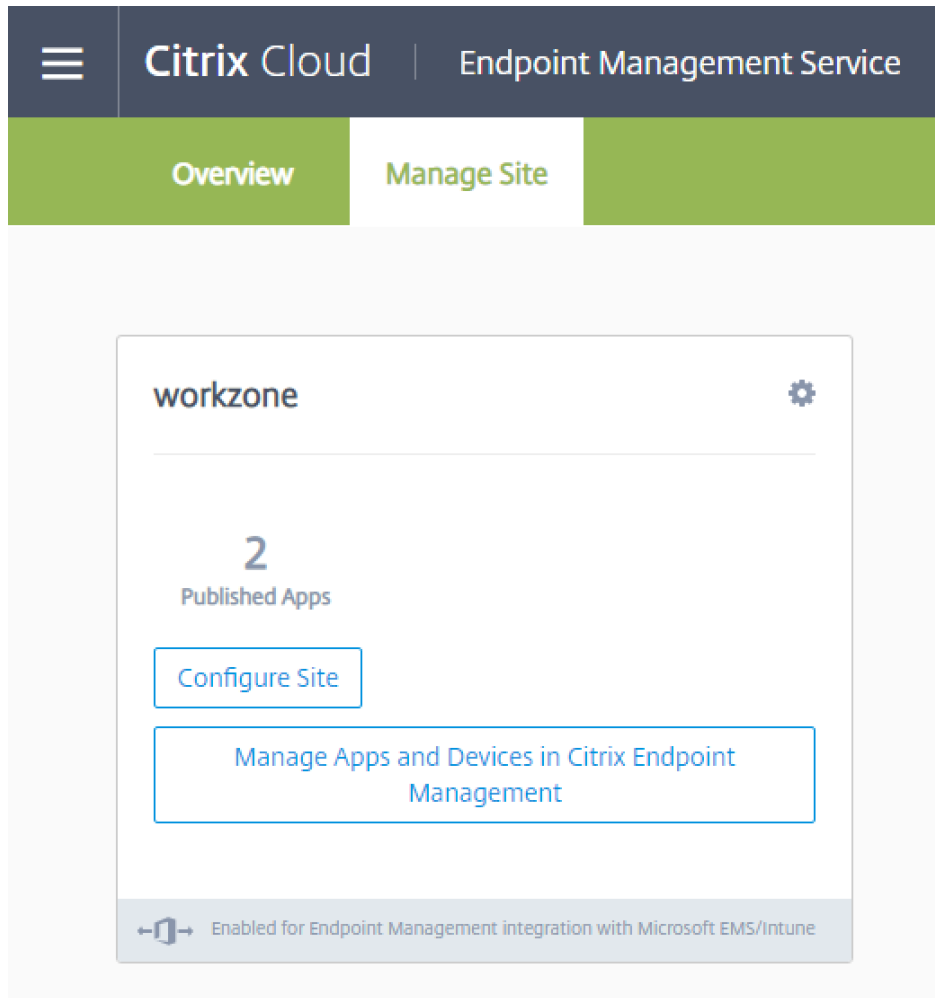 Citrix Cloud | Endpoint Management Service
Overview Manage Site
workzone
2
Published Apps
Configure Site
Manage Apps and Devices in Citrix Endpoint
Management
Enabled for Endpoint Management integration with Microsoft EMS/Intune